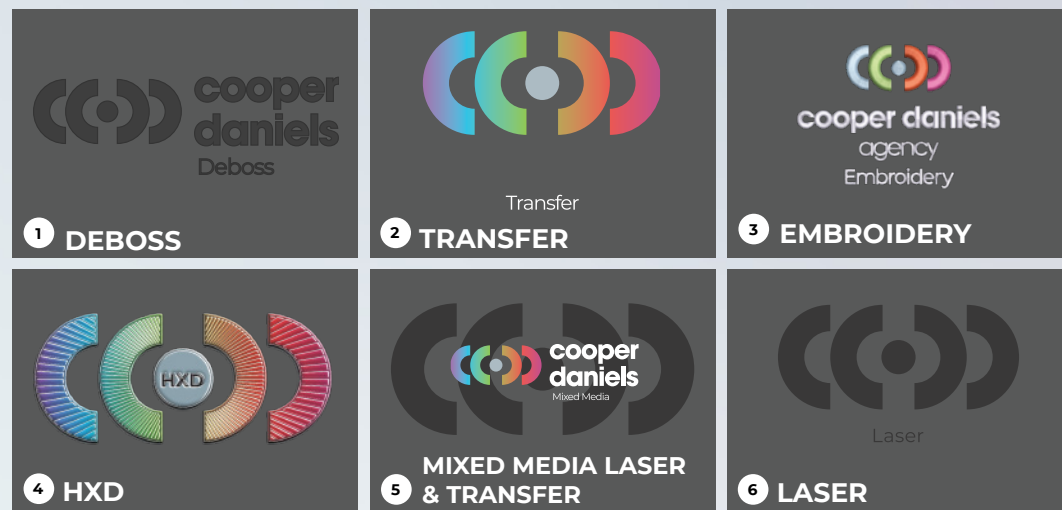 cooper
daniels
Deboss
1 DEBOSS
Transfer
2 TRANSFER
cooper daniels
agency
Embroidery
3 EMBROIDERY
HXD
4 HXD
cooper
daniels
Mixed Media
5 MIXED MEDIA LASER
& TRANSFER
Laser
6 LASER